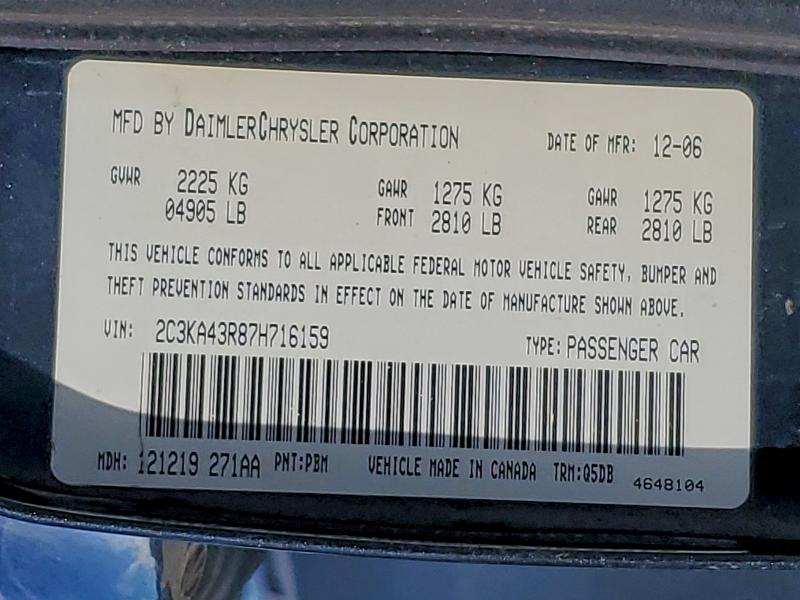 MFD BY DAIMLERCHRYSLER CORPORATION DATE OF MFR: 12-06
GVWR 2225 KG GAWR 1275 KG GAWR 1275 KG
04905 LB FRONT 2810 LB REAR 2810 LB
THIS VEHICLE CONFORMS TO ALL APPLICABLE FEDERAL MOTOR VEHICLE SAFETY, BUMPER AND
THEFT PREVENTION STANDARDS IN EFFECT ON THE DATE OF MANUFACTURE SHOWN ABOVE.
VIN: 2C3KA43R87H716159 TYPE: PASSENGER CAR
MDH: 121219 271AA PNT:PBM VEHICLE MADE IN CANADA TRM:Q5DB 4648104